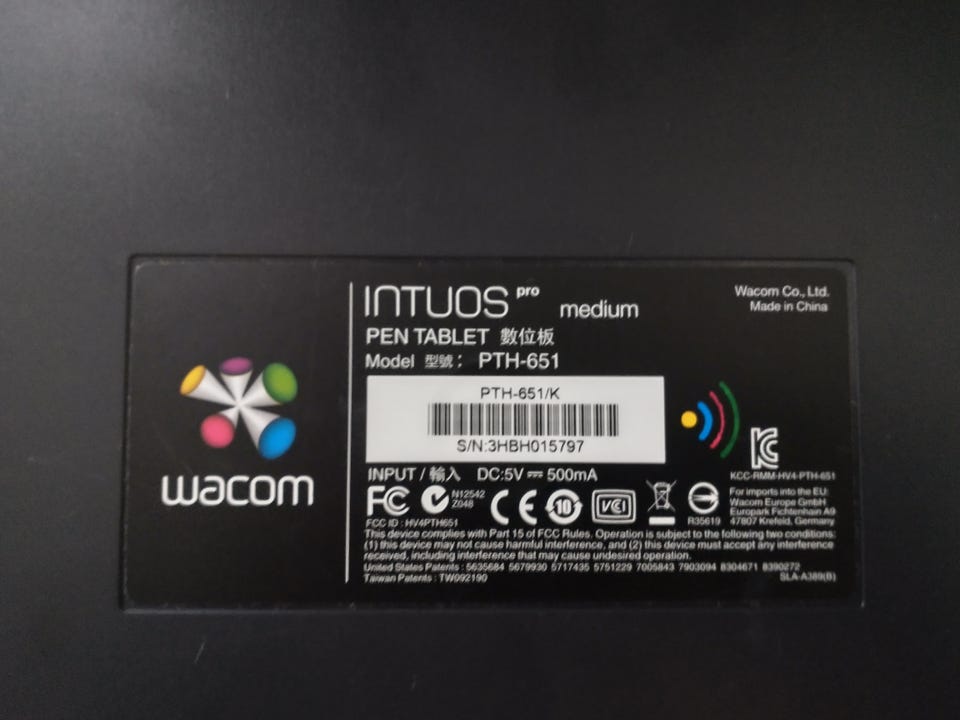 wacom
INTUOS pro medium
PEN TABLET 數位板
Model 型號： PTH-651
Wacom Co., Ltd.
Made in China
PTH-651/K
S/N:3HBH015797
INPUT / 輸入 DC:5V ⎓ 500mA
KCC-RMM-HV4-PTH-651
FC
N12542
Z048
CE
10
VCI
R35619
FCC ID : HV4PTH651
For imports into the EU:
Wacom Europe GmbH
Europark Fichtenhain A9
47807 Krefeld, Germany
This device complies with Part 15 of FCC Rules. Operation is subject to the following two conditions:
(1) this device may not cause harmful interference, and (2) this device must accept any interference
received, including interference that may cause undesired operation.
United States Patents : 5635684 5679930 5717435 5751229 7005843 7903094 8304671 8390272
Taiwan Patents : TW092190
SLA-A389(B)